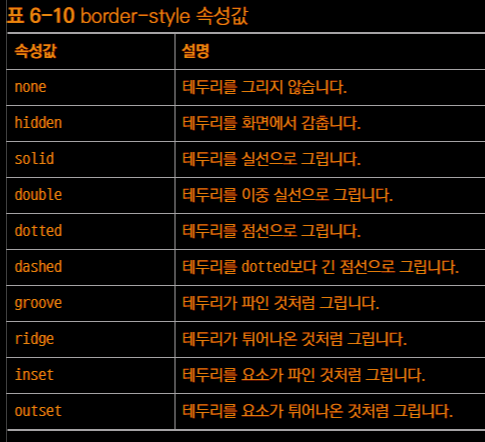 표 6-10 border-style 속성값
속성값 설명
none 테두리를 그리지 않습니다.
hidden 테두리를 화면에서 감춥니다.
solid 테두리를 실선으로 그립니다.
double 테두리를 이중 실선으로 그립니다.
dotted 테두리를 점선으로 그립니다.
dashed 테두리를 dotted보다 긴 점선으로 그립니다.
groove 테두리가 파인 것처럼 그립니다.
ridge 테두리가 튀어나온 것처럼 그립니다.
inset 테두리를 요소가 파인 것처럼 그립니다.
outset 테두리를 요소가 튀어나온 것처럼 그립니다.